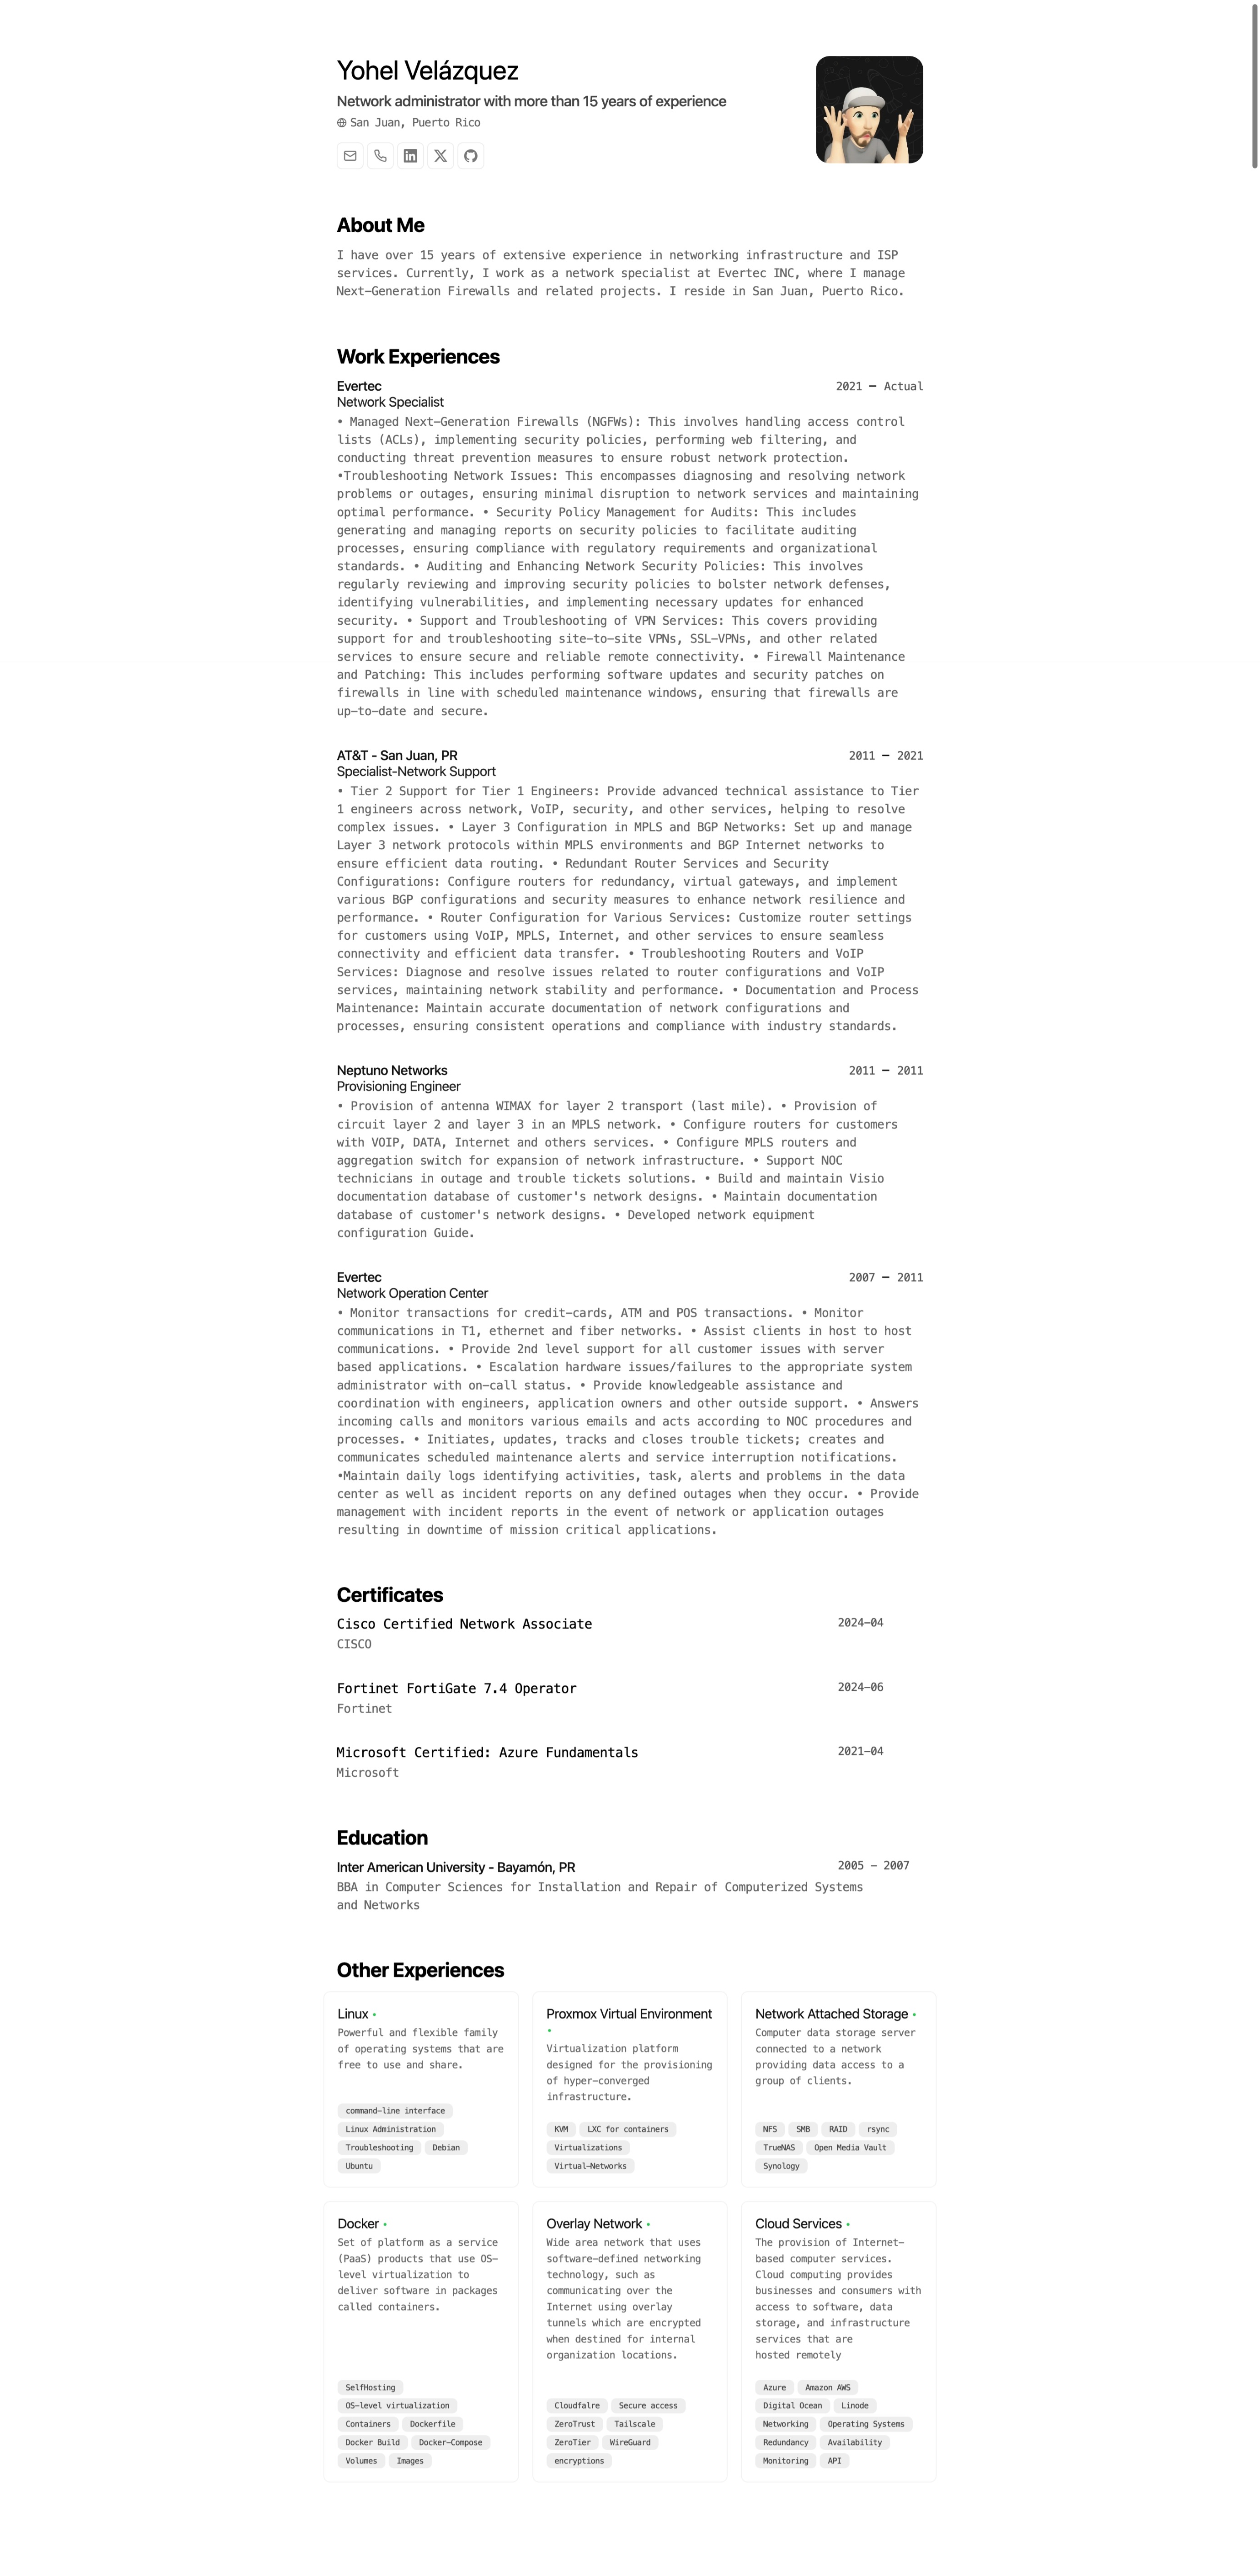 Yohel Velázquez
Network administrator with more than 15 years of experience
San Juan, Puerto Rico
About Me
I have over 15 years of extensive experience in networking infrastructure and ISP
services. Currently, I work as a network specialist at Evertec INC, where I manage
Next-Generation Firewalls and related projects. I reside in San Juan, Puerto Rico.
Work Experiences
Evertec 2021 - Actual
Network Specialist
• Managed Next-Generation Firewalls (NGFWs): This involves handling access control
lists (ACLs), implementing security policies, performing web filtering, and
conducting threat prevention measures to ensure robust network protection.
•Troubleshooting Network Issues: This encompasses diagnosing and resolving network
problems or outages, ensuring minimal disruption to network services and maintaining
optimal performance. • Security Policy Management for Audits: This includes
generating and managing reports on security policies to facilitate auditing
processes, ensuring compliance with regulatory requirements and organizational
standards. • Auditing and Enhancing Network Security Policies: This involves
regularly reviewing and improving security policies to bolster network defenses,
identifying vulnerabilities, and implementing necessary updates for enhanced
security. • Support and Troubleshooting of VPN Services: This covers providing
support for and troubleshooting site-to-site VPNs, SSL-VPNs, and other related
services to ensure secure and reliable remote connectivity. • Firewall Maintenance
and Patching: This includes performing software updates and security patches on
firewalls in line with scheduled maintenance windows, ensuring that firewalls are
up-to-date and secure.
AT&T - San Juan, PR 2011 - 2021
Specialist-Network Support
• Tier 2 Support for Tier 1 Engineers: Provide advanced technical assistance to Tier
1 engineers across network, VoIP, security, and other services, helping to resolve
complex issues. • Layer 3 Configuration in MPLS and BGP Networks: Set up and manage
Layer 3 network protocols within MPLS environments and BGP Internet networks to
ensure efficient data routing. • Redundant Router Services and Security
Configurations: Configure routers for redundancy, virtual gateways, and implement
various BGP configurations and security measures to enhance network resilience and
performance. • Router Configuration for Various Services: Customize router settings
for customers using VoIP, MPLS, Internet, and other services to ensure seamless
connectivity and efficient data transfer. • Troubleshooting Routers and VoIP
Services: Diagnose and resolve issues related to router configurations and VoIP
services, maintaining network stability and performance. • Documentation and Process
Maintenance: Maintain accurate documentation of network configurations and
processes, ensuring consistent operations and compliance with industry standards.
Neptuno Networks 2011 - 2011
Provisioning Engineer
• Provision of antenna WIMAX for layer 2 transport (last mile). • Provision of
circuit layer 2 and layer 3 in an MPLS network. • Configure routers for customers
with VOIP, DATA, Internet and others services. • Configure MPLS routers and
aggregation switch for expansion of network infrastructure. • Support NOC
technicians in outage and trouble tickets solutions. • Build and maintain Visio
documentation database of customer's network designs. • Maintain documentation
database of customer's network designs. • Developed network equipment
configuration Guide.
Evertec 2007 - 2011
Network Operation Center
• Monitor transactions for credit-cards, ATM and POS transactions. • Monitor
communications in T1, ethernet and fiber networks. • Assist clients in host to host
communications. • Provide 2nd level support for all customer issues with server
based applications. • Escalation hardware issues/failures to the appropriate system
administrator with on-call status. • Provide knowledgeable assistance and
coordination with engineers, application owners and other outside support. • Answers
incoming calls and monitors various emails and acts according to NOC procedures and
processes. • Initiates, updates, tracks and closes trouble tickets; creates and
communicates scheduled maintenance alerts and service interruption notifications.
•Maintain daily logs identifying activities, task, alerts and problems in the data
center as well as incident reports on any defined outages when they occur. • Provide
management with incident reports in the event of network or application outages
resulting in downtime of mission critical applications.
Certificates
Cisco Certified Network Associate 2024-04
CISCO
Fortinet FortiGate 7.4 Operator 2024-06
Fortinet
Microsoft Certified: Azure Fundamentals 2021-04
Microsoft
Education
Inter American University - Bayamón, PR 2005 - 2007
BBA in Computer Sciences for Installation and Repair of Computerized Systems
and Networks
Other Experiences
Linux
Powerful and flexible family
of operating systems that are
free to use and share.
command-line interface
Linux Administration
Troubleshooting Debian
Ubuntu
Proxmox Virtual Environment
Virtualization platform
designed for the provisioning
of hyper-converged
infrastructure.
KVM LXC for containers
Virtualizations
Virtual-Networks
Network Attached Storage
Computer data storage server
connected to a network
providing data access to a
group of clients.
NFS SMB RAID rsync
TrueNAS Open Media Vault
Synology
Docker
Set of platform as a service
(PaaS) products that use OS-
level virtualization to
deliver software in packages
called containers.
SelfHosting
OS-level virtualization
Containers Dockerfile
Docker Build Docker-Compose
Volumes Images
Overlay Network
Wide area network that uses
software-defined networking
technology, such as
communicating over the
Internet using overlay
tunnels which are encrypted
when destined for internal
organization locations.
Cloudfalre Secure access
ZeroTrust Tailscale
ZeroTier WireGuard
encryptions
Cloud Services
The provision of Internet-
based computer services.
Cloud computing provides
businesses and consumers with
access to software, data
storage, and infrastructure
services that are
hosted remotely
Azure Amazon AWS
Digital Ocean Linode
Networking Operating Systems
Redundancy Availability
Monitoring API